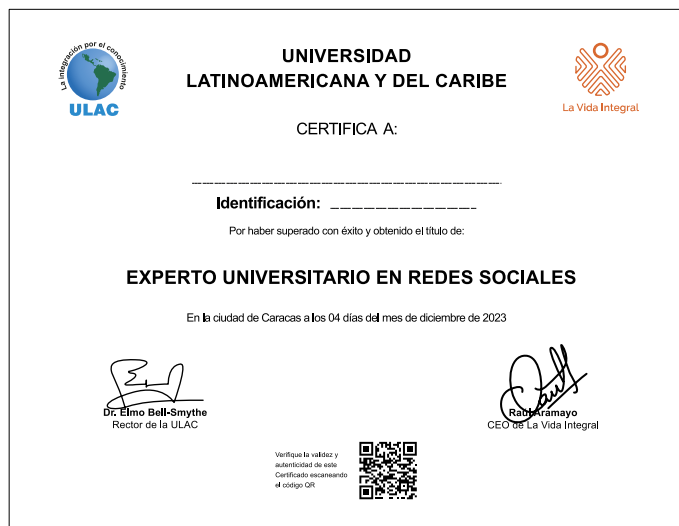 La integración por el conocimiento
ULAC
UNIVERSIDAD
LATINOAMERICANA Y DEL CARIBE
La Vida Integral
CERTIFICA A:
Identificación:
Por haber superado con éxito y obtenido el título de:
EXPERTO UNIVERSITARIO EN REDES SOCIALES
En la ciudad de Caracas a los 04 días del mes de diciembre de 2023
Dr. Elmo Bell-Smythe
Rector de la ULAC
Raúl Aramayo
CEO de La Vida Integral
Verifique la validez y
autenticidad de este
Certificado escaneando
el código QR